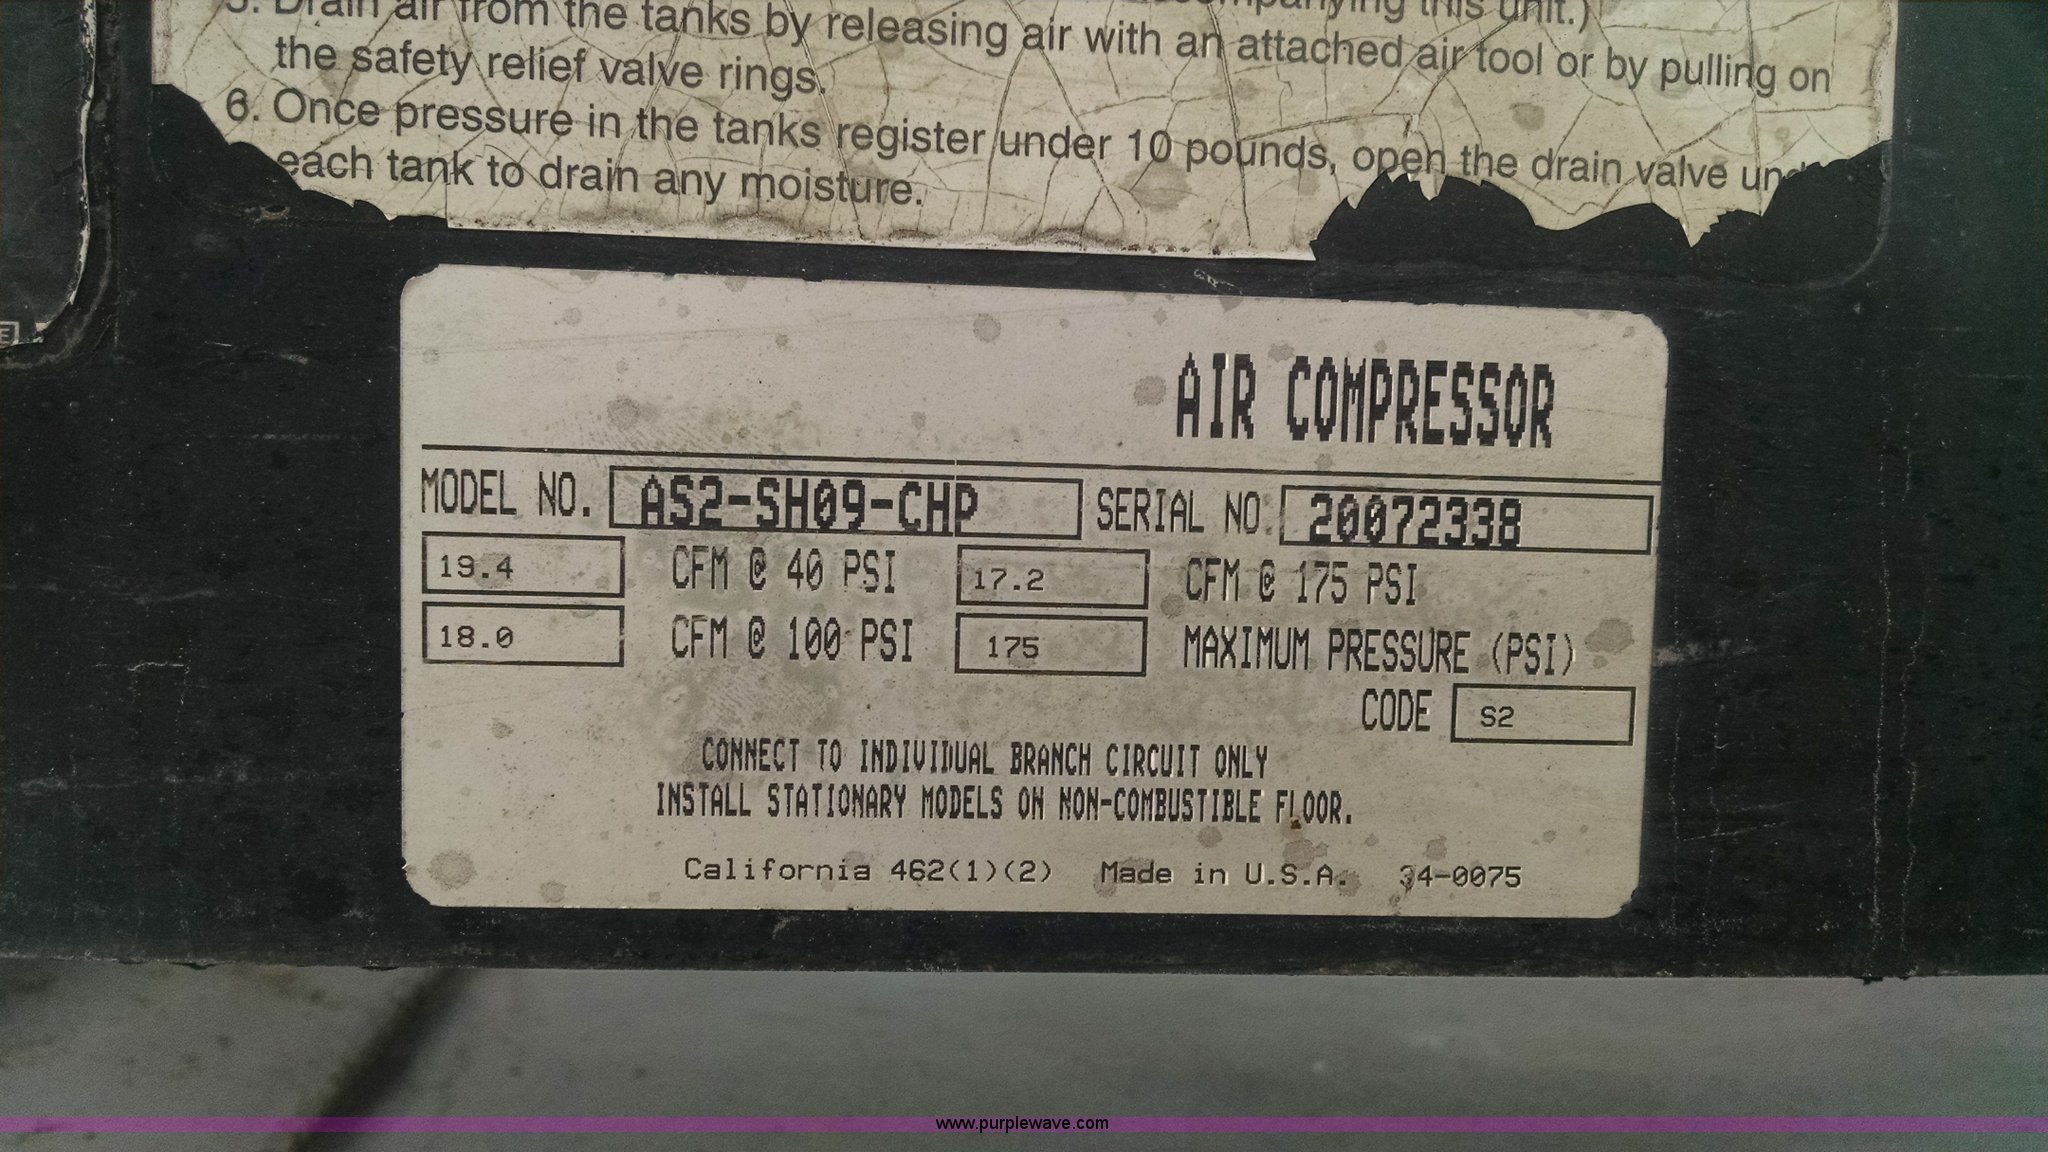 5. Drain air from the tanks by releasing air with an attached air tool or by pulling on
accompanying this unit.)
the safety relief valve rings.
6. Once pressure in the tanks register under 10 pounds, open the drain valve
each tank to drain any moisture.
AIR COMPRESSOR
MODEL NO. AS2-SH09-CHP SERIAL NO. 20072338
19.4 CFM @ 40 PSI 17.2 CFM @ 175 PSI
18.0 CFM @ 100 PSI 175 MAXIMUM PRESSURE (PSI)
CODE S2
CONNECT TO INDIVIDUAL BRANCH CIRCUIT ONLY
INSTALL STATIONARY MODELS ON NON-COMBUSTIBLE FLOOR.
California 462(1)(2) Made in U.S.A. 34-0075
www.purplewave.com